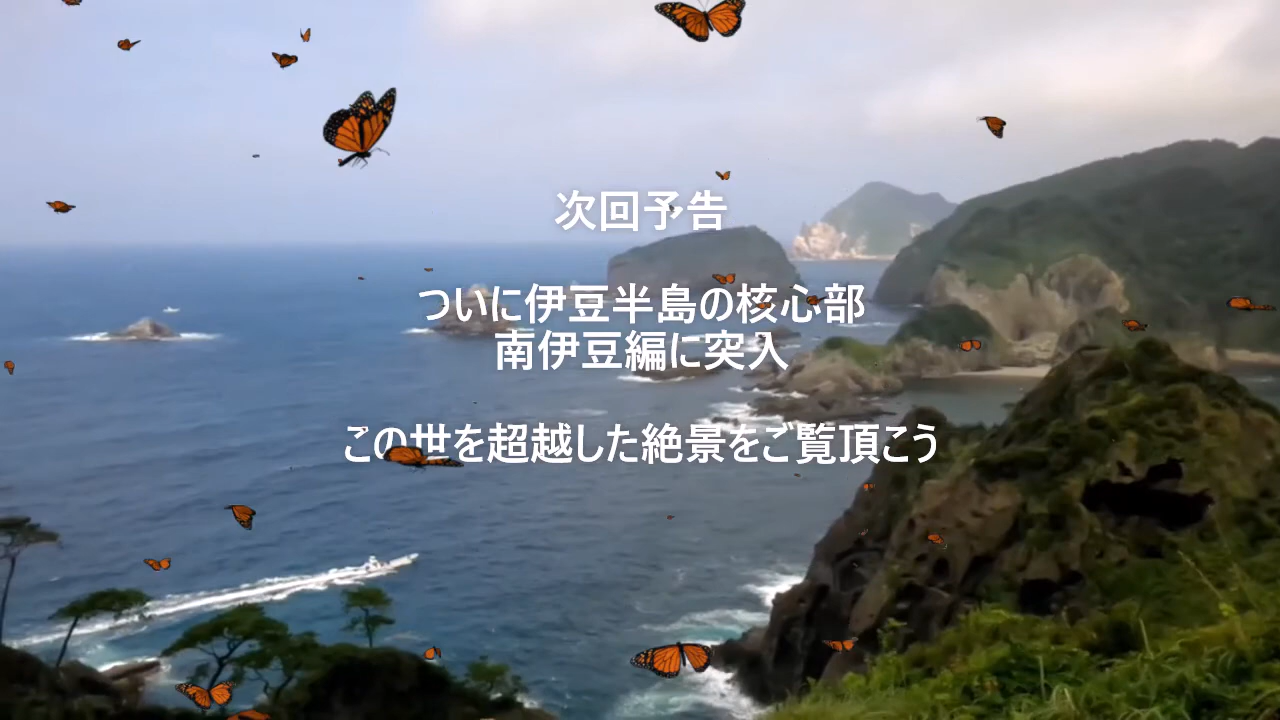 次回予告
ついに伊豆半島の核心部
南伊豆編に突入
この世を超越した絶景をご覧頂こう